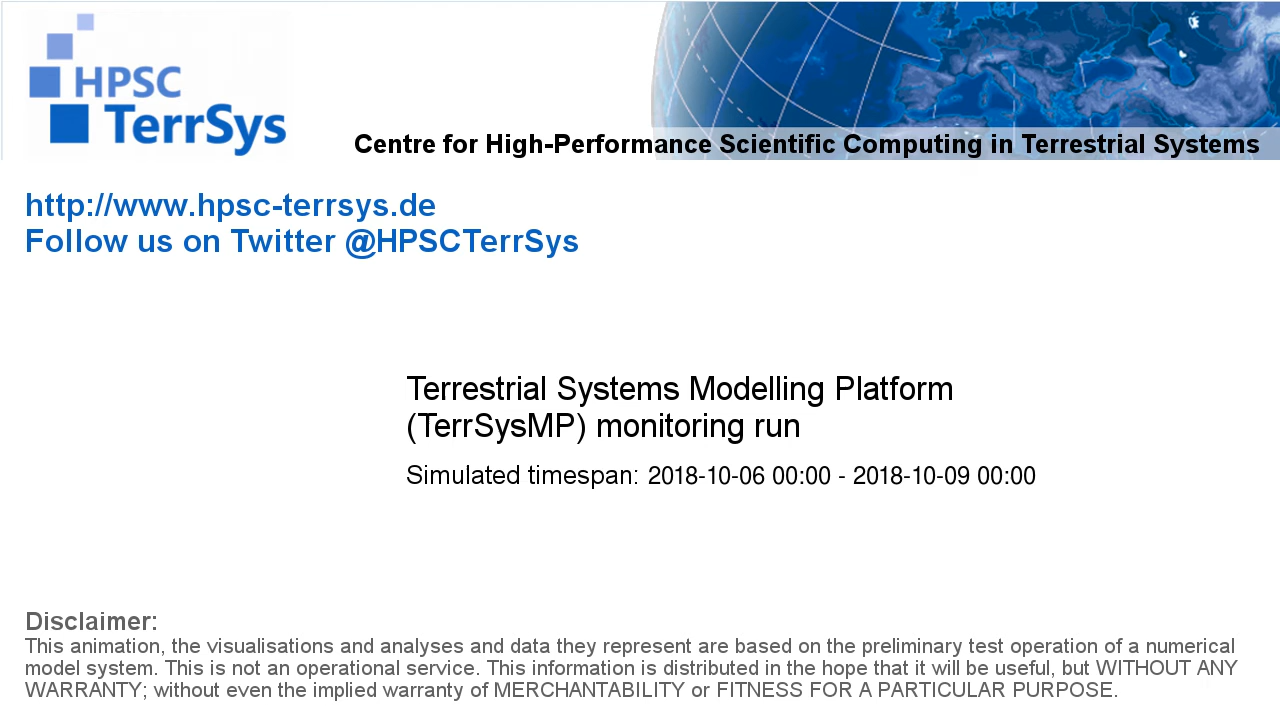 HPSC
TerrSys
Centre for High-Performance Scientific Computing in Terrestrial Systems
http://www.hpsc-terrsys.de
Follow us on Twitter @HPSCTerrSys
Terrestrial Systems Modelling Platform
(TerrSysMP) monitoring run
Simulated timespan: 2018-10-06 00:00 - 2018-10-09 00:00
Disclaimer:
This animation, the visualisations and analyses and data they represent are based on the preliminary test operation of a numerical
model system. This is not an operational service. This information is distributed in the hope that it will be useful, but WITHOUT ANY
WARRANTY; without even the implied warranty of MERCHANTABILITY or FITNESS FOR A PARTICULAR PURPOSE.